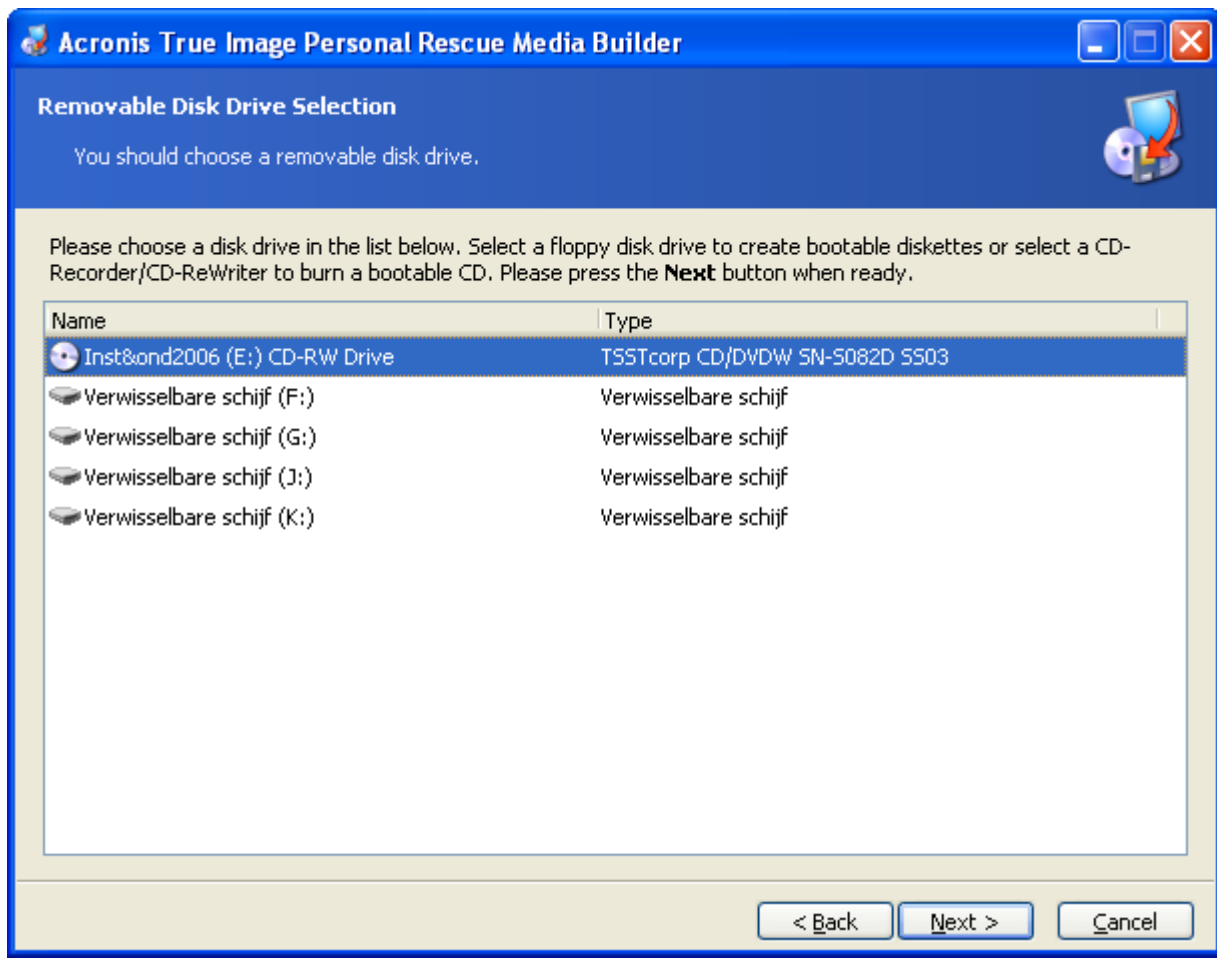 Acronis True Image Personal Rescue Media Builder
Removable Disk Drive Selection
You should choose a removable disk drive.
Please choose a disk drive in the list below. Select a floppy disk drive to create bootable diskettes or select a CD-
Recorder/CD-ReWriter to burn a bootable CD. Please press the Next button when ready.
Name Type
Inst&ond2006 (E:) CD-RW Drive TSSTcorp CD/DVDW SN-S082D SS03
Verwisselbare schijf (F:) Verwisselbare schijf
Verwisselbare schijf (G:) Verwisselbare schijf
Verwisselbare schijf (J:) Verwisselbare schijf
Verwisselbare schijf (K:) Verwisselbare schijf
< Back Next > Cancel